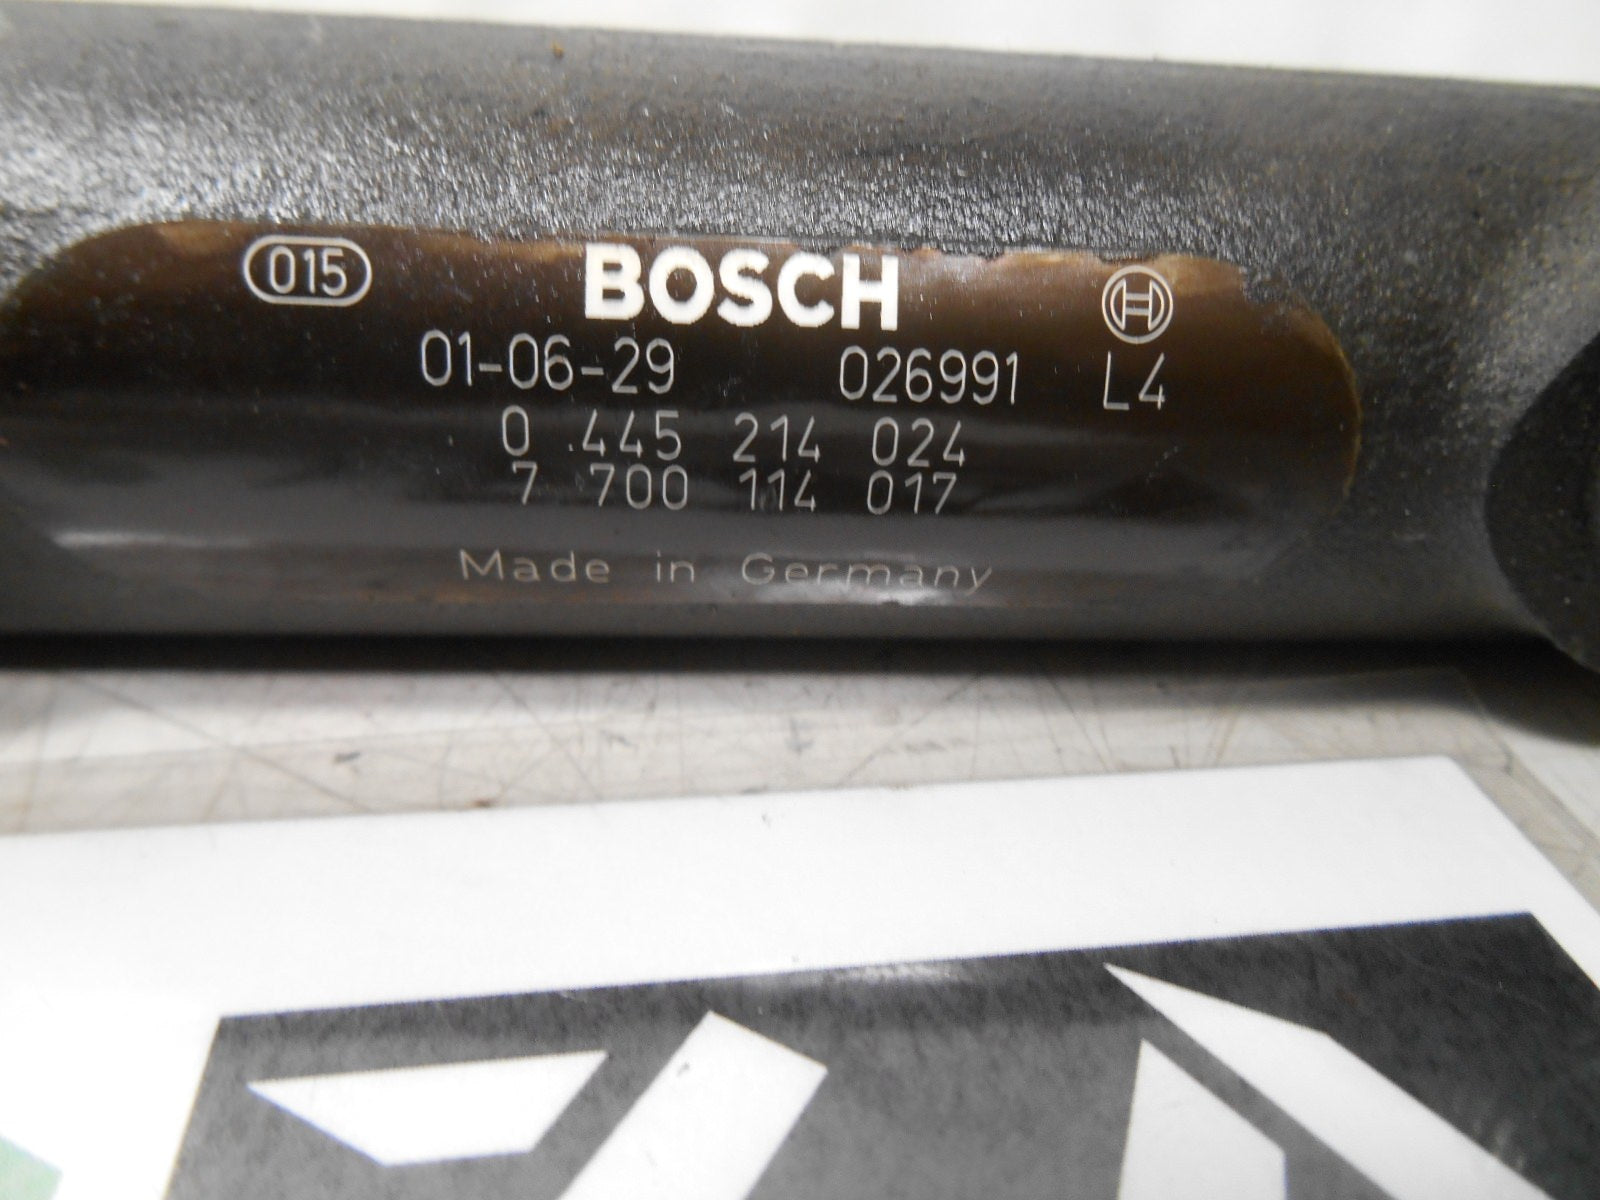 015 BOSCH
01-06-29 026991 L4
0 445 214 024
7 700 114 017
Made in Germany